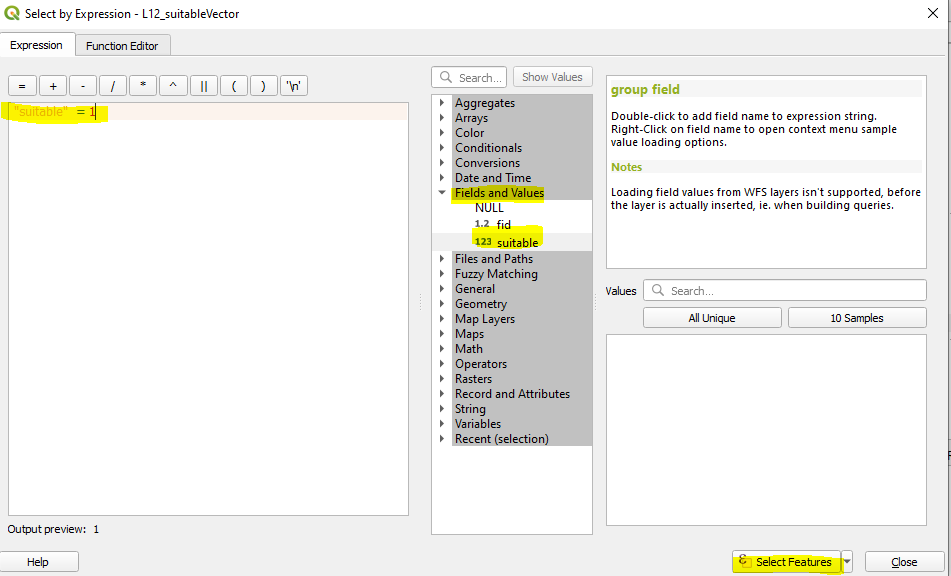 Select by Expression - L12_suitableVector
Expression
Function Editor
= + - / * ^ || ( ) '\n'
"suitable" = 1
Output preview: 1
Help
Search...
Show Values
Aggregates
Arrays
Color
Conditionals
Conversions
Date and Time
Fields and Values
NULL
1.2 fid
123 suitable
Files and Paths
Fuzzy Matching
General
Geometry
Map Layers
Maps
Math
Operators
Rasters
Record and Attributes
String
Variables
Recent (selection)
group field
Double-click to add field name to expression string.
Right-Click on field name to open context menu sample
value loading options.
Notes
Loading field values from WFS layers isn't supported, before
the layer is actually inserted, ie. when building queries.
Values
Search...
All Unique
10 Samples
Select Features
Close